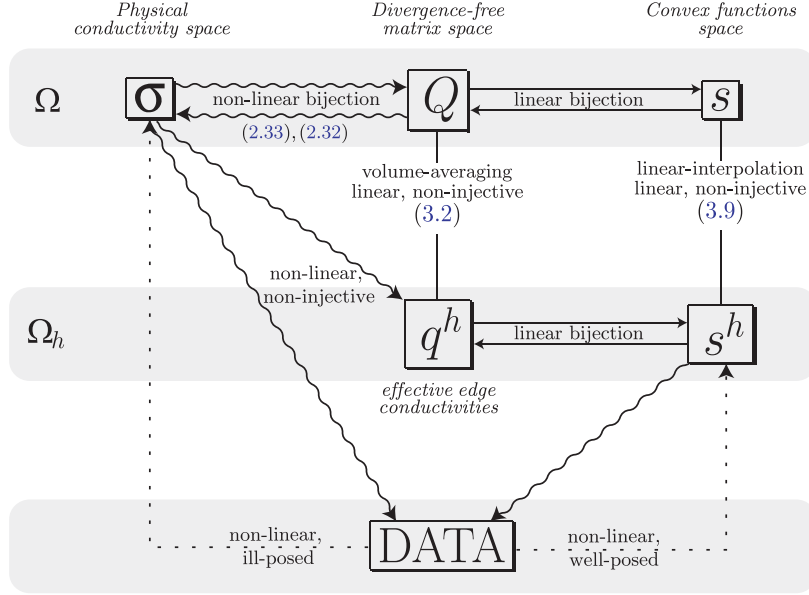 Physical
conductivity space
Divergence-free
matrix space
Convex functions
space
Ω
σ
non-linear bijection
Q
linear bijection
s
(2.33), (2.32)
volume-averaging
linear, non-injective
(3.2)
linear-interpolation
linear, non-injective
(3.9)
non-linear,
non-injective
Ωh
q^h
linear bijection
s^h
effective edge
conductivities
non-linear,
ill-posed
DATA
non-linear,
well-posed